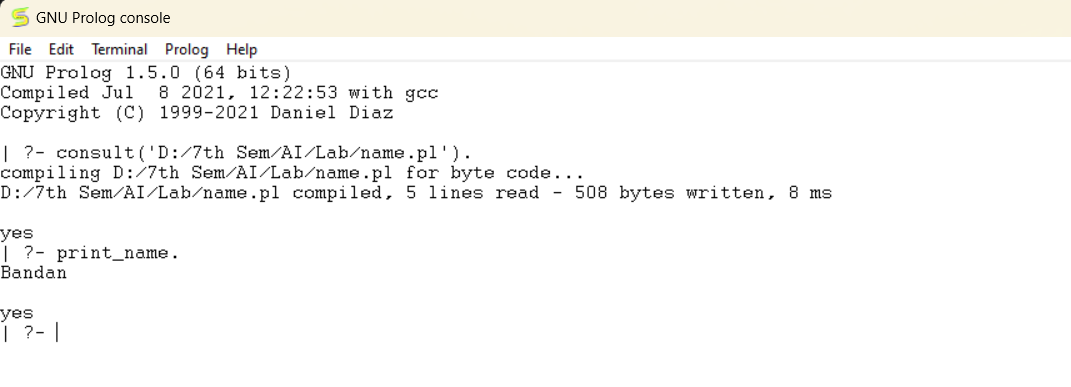 GNU Prolog console
File Edit Terminal Prolog Help
GNU Prolog 1.5.0 (64 bits)
Compiled Jul  8 2021, 12:22:53 with gcc
Copyright (C) 1999-2021 Daniel Diaz
| ?- consult('D:/7th Sem/AI/Lab/name.pl').
compiling D:/7th Sem/AI/Lab/name.pl for byte code...
D:/7th Sem/AI/Lab/name.pl compiled, 5 lines read - 508 bytes written, 8 ms
yes
| ?- print_name.
Bandan
yes
| ?-